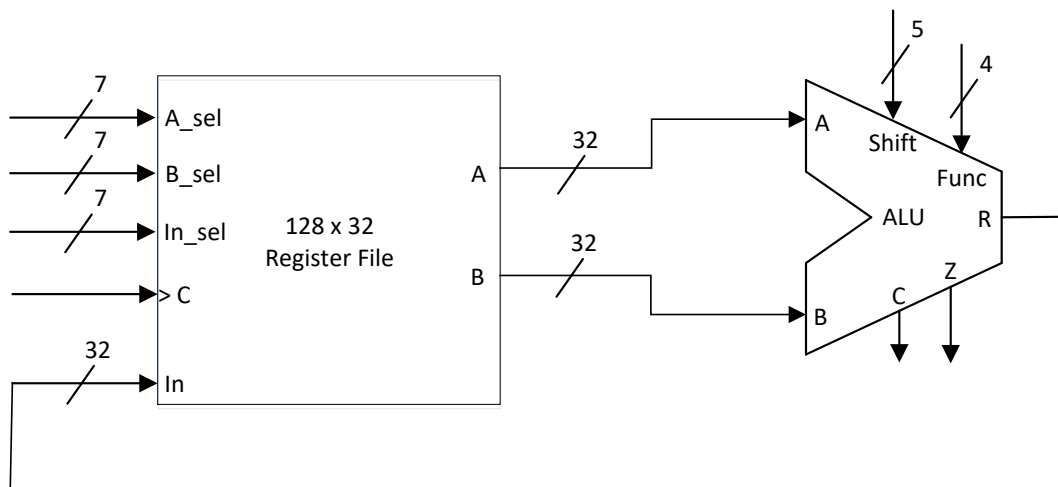 5
4
7
A_sel
7
B_sel
7
In_sel
> C
32
In
128 x 32
Register File
A
B
32
32
A
B
Shift
Func
ALU
R
Z
C